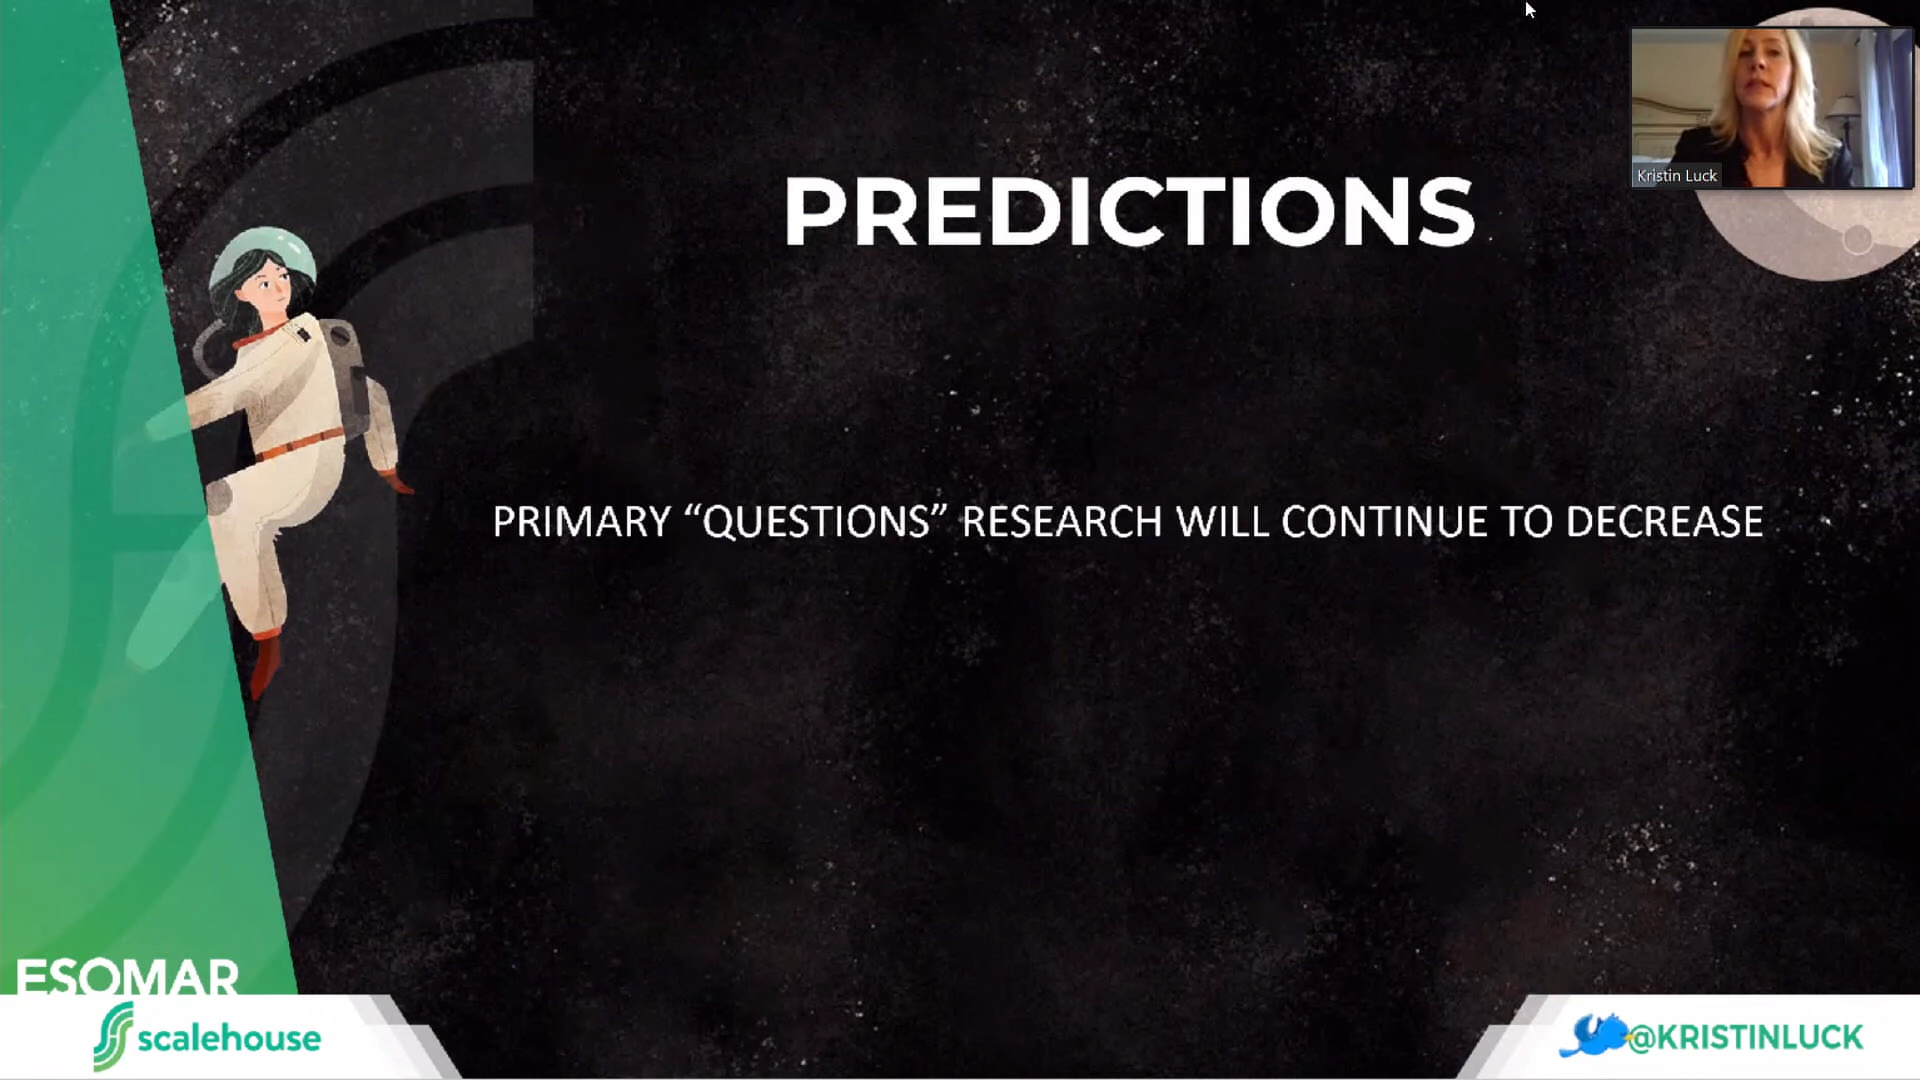 Kristin Luck
PREDICTIONS
PRIMARY “QUESTIONS” RESEARCH WILL CONTINUE TO DECREASE
ESOMAR
scalehouse
@KRISTINLUCK